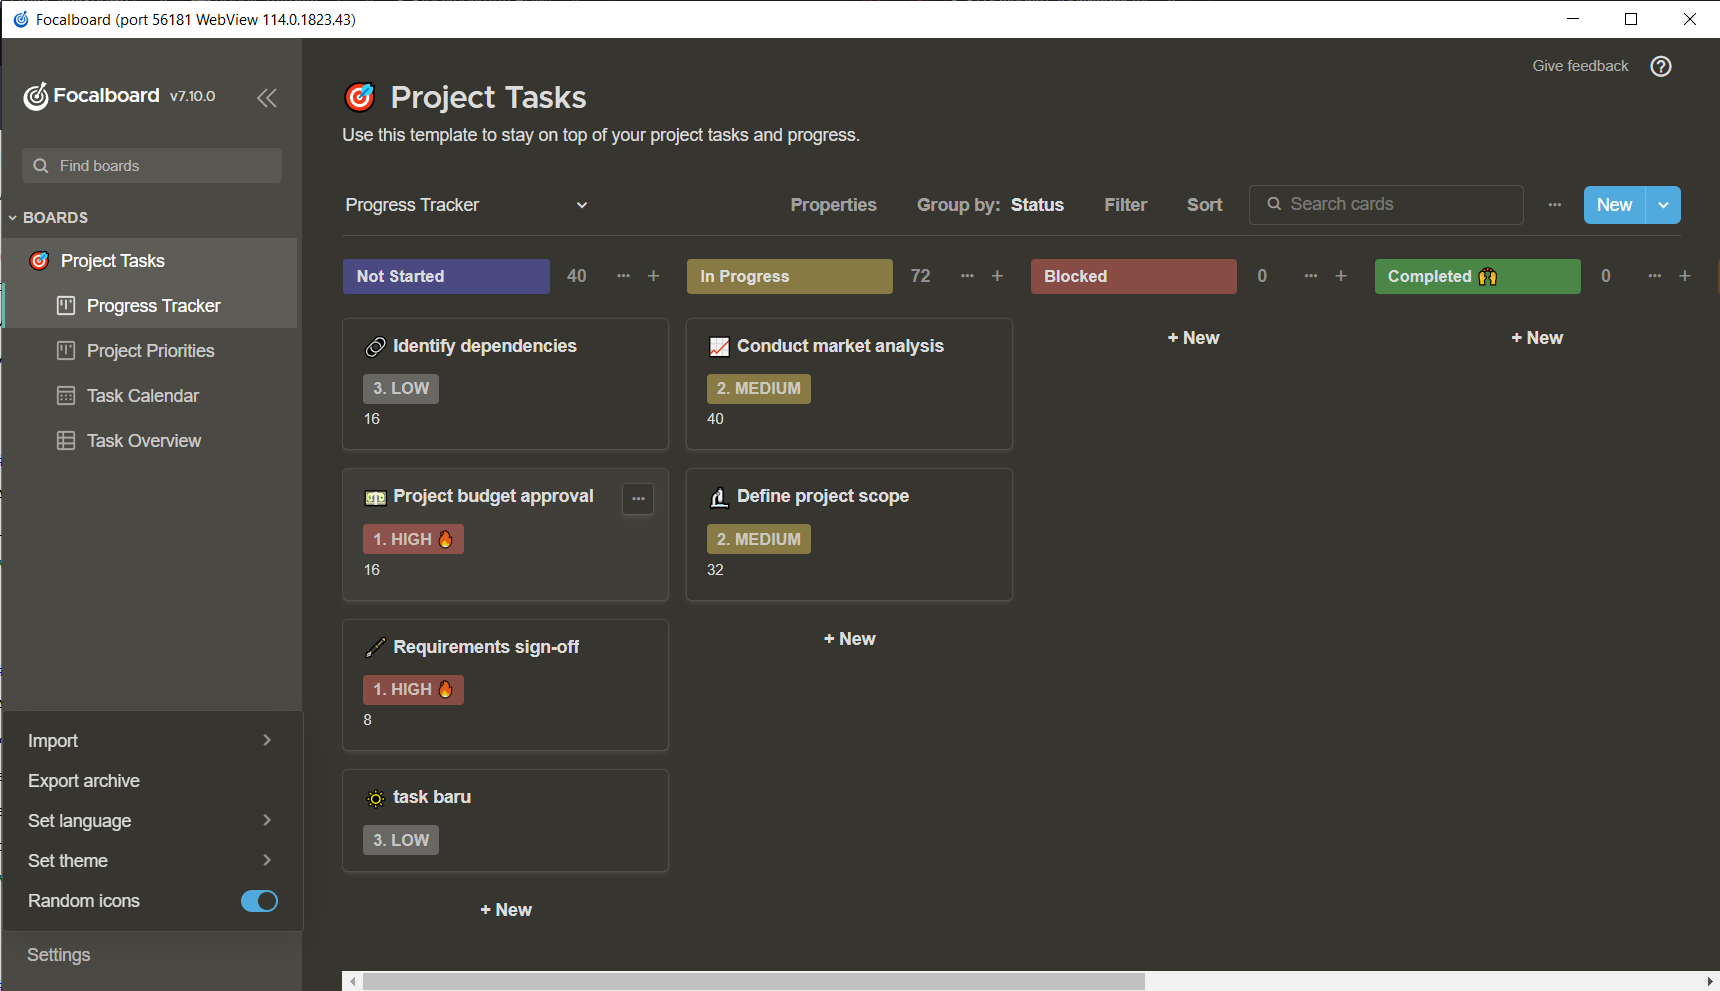 Focalboard (port 56181 WebView 114.0.1823.43)
Focalboard v7.10.0
Find boards
BOARDS
Project Tasks
Progress Tracker
Project Priorities
Task Calendar
Task Overview
Import
Export archive
Set language
Set theme
Random icons
Settings
Give feedback
Project Tasks
Use this template to stay on top of your project tasks and progress.
Progress Tracker
Properties
Group by: Status
Filter
Sort
Search cards
New
Not Started 40
Identify dependencies
3. LOW
16
Project budget approval
1. HIGH 🔥
16
Requirements sign-off
1. HIGH 🔥
8
task baru
3. LOW
+ New
In Progress 72
Conduct market analysis
2. MEDIUM
40
Define project scope
2. MEDIUM
32
+ New
Blocked 0
+ New
Completed 🙌 0
+ New